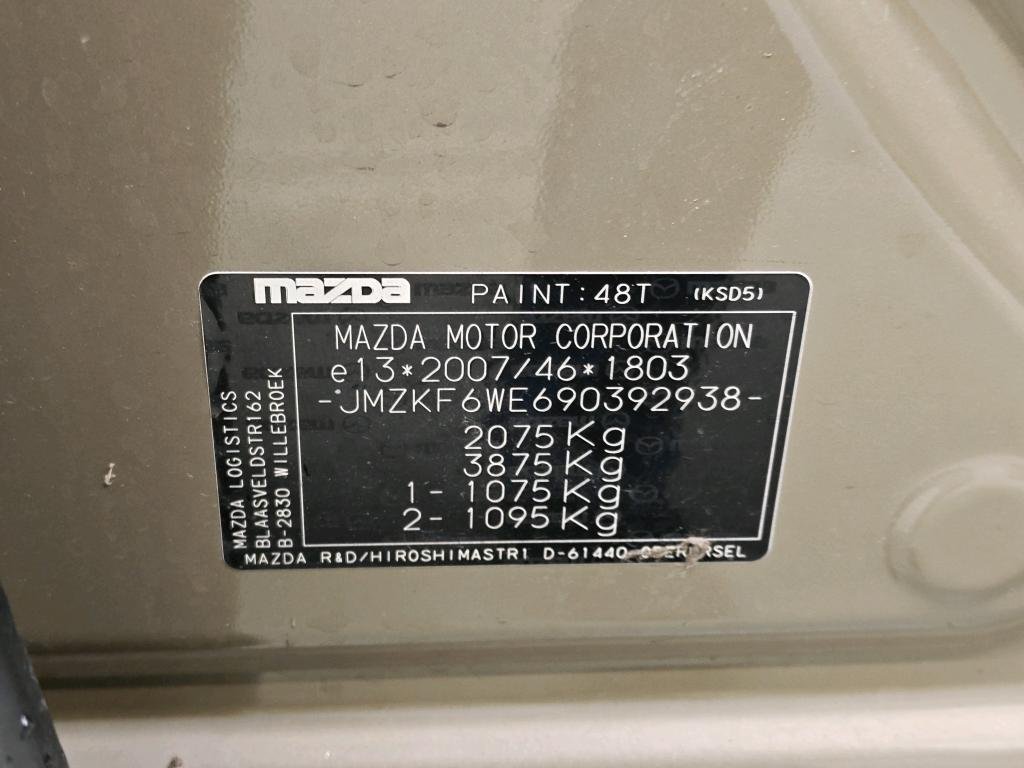 mazda PAINT: 48T (KSD5)
MAZDA MOTOR CORPORATION
e13*2007/46*1803
-JMZKF6WE690392938-
2075Kg
3875Kg
1- 1075Kg
2- 1095Kg
MAZDA LOGISTICS
BLAASVELDSTR162
B-2830 WILLEBROEK
MAZDA R&D/HIROSHIMASTR1 D-61440 OBERURSEL